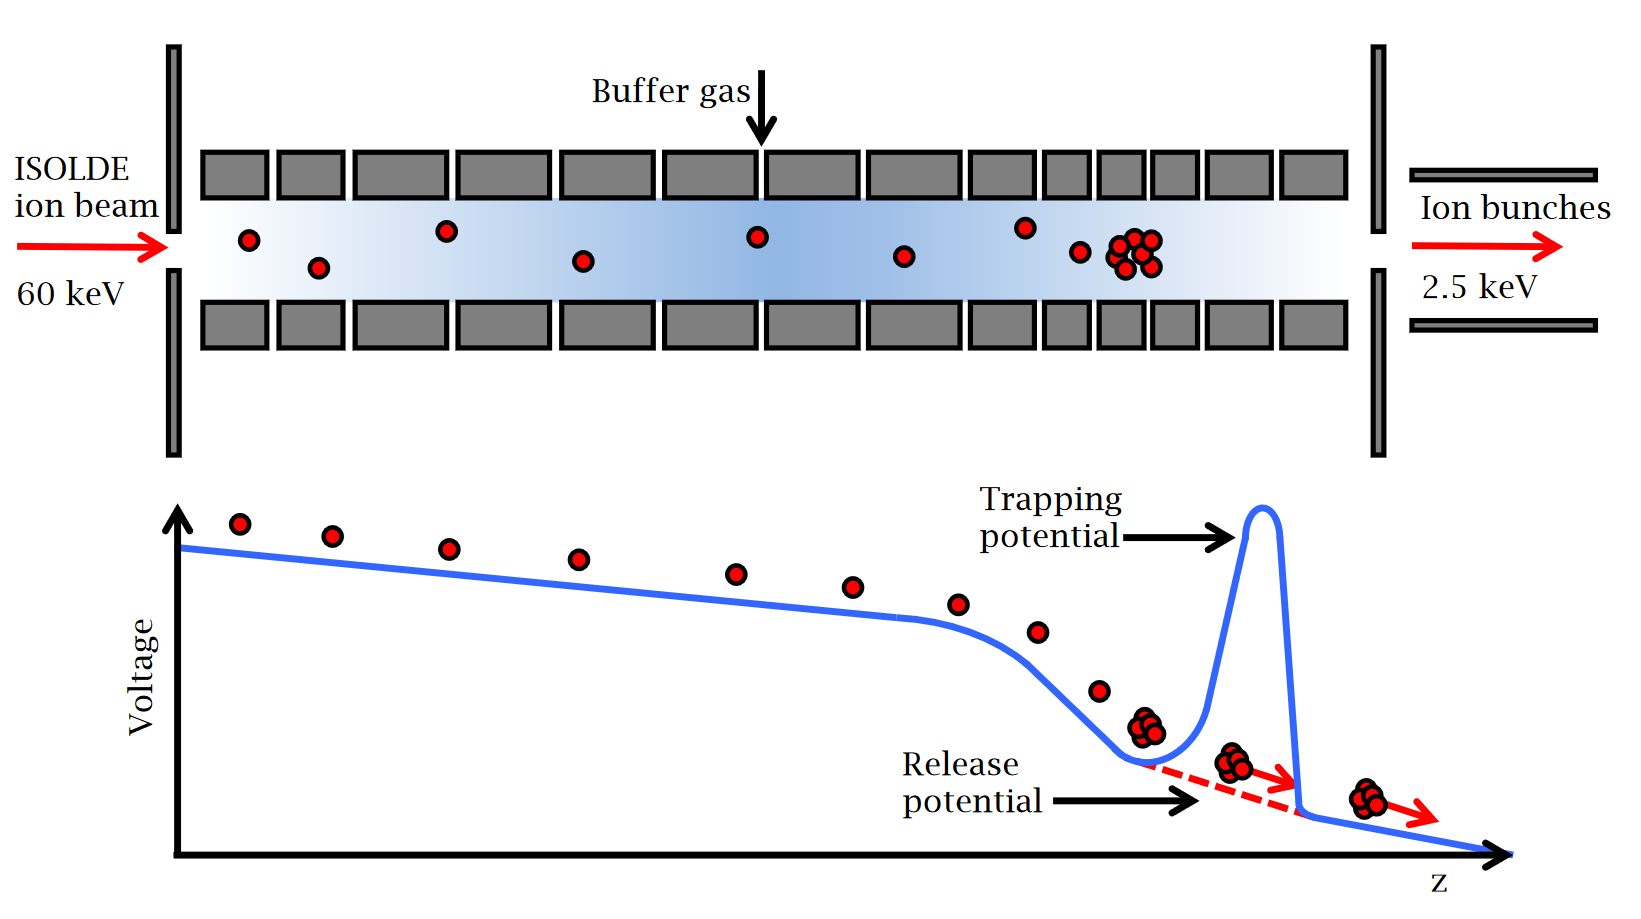 Buffer gas
ISOLDE
ion beam
60 keV
Ion bunches
2.5 keV
Trapping
potential
Voltage
Release
potential
z